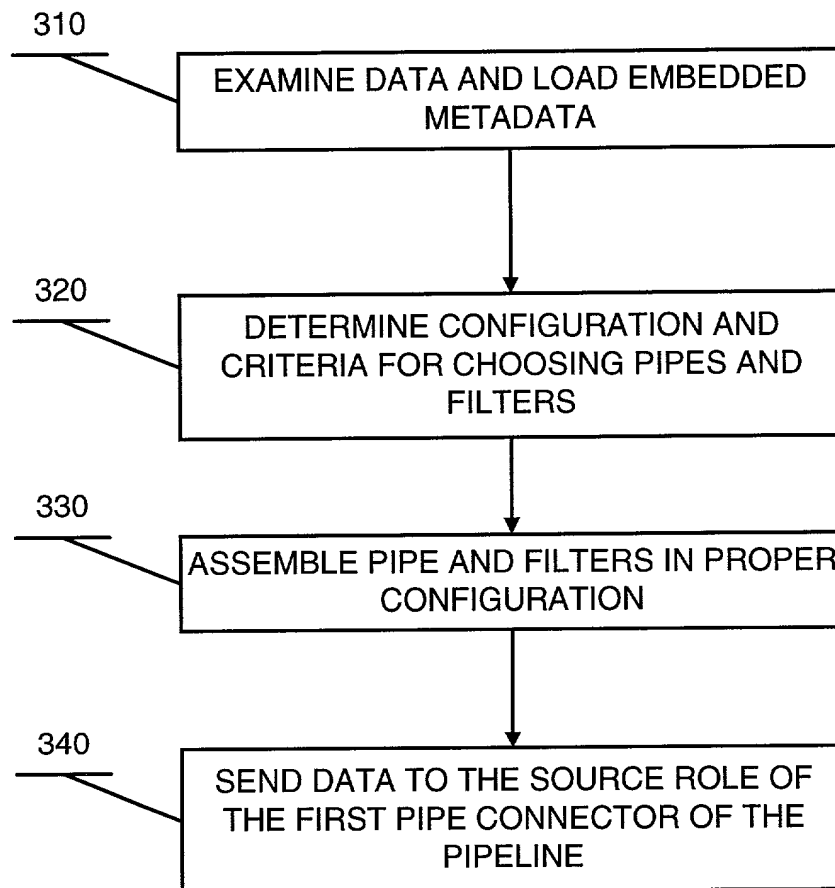 310
EXAMINE DATA AND LOAD EMBEDDED
METADATA
320
DETERMINE CONFIGURATION AND
CRITERIA FOR CHOOSING PIPES AND
FILTERS
330
ASSEMBLE PIPE AND FILTERS IN PROPER
CONFIGURATION
340
SEND DATA TO THE SOURCE ROLE OF
THE FIRST PIPE CONNECTOR OF THE
PIPELINE